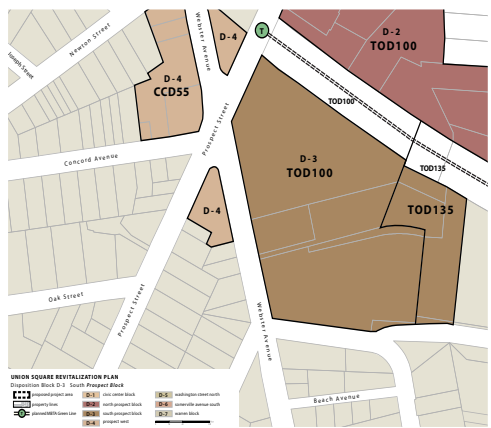 Newton Street
Joseph Street
Webster Avenue
D-4
T
D-2
TOD100
D-4
CCD55
TOD100
Prospect Street
Concord Avenue
D-3
TOD100
TOD135
D-4
TOD135
Oak Street
Prospect Street
Webster Avenue
Beach Avenue
UNION SQUARE REVITALIZATION PLAN
Disposition Block D-3 South Prospect Block
proposed project area
property lines
planned MBTA Green Line
D-1 civic center block
D-2 north prospect block
D-3 south prospect block
D-4 prospect west
D-5 washington street north
D-6 somerville avenue south
D-7 warren block